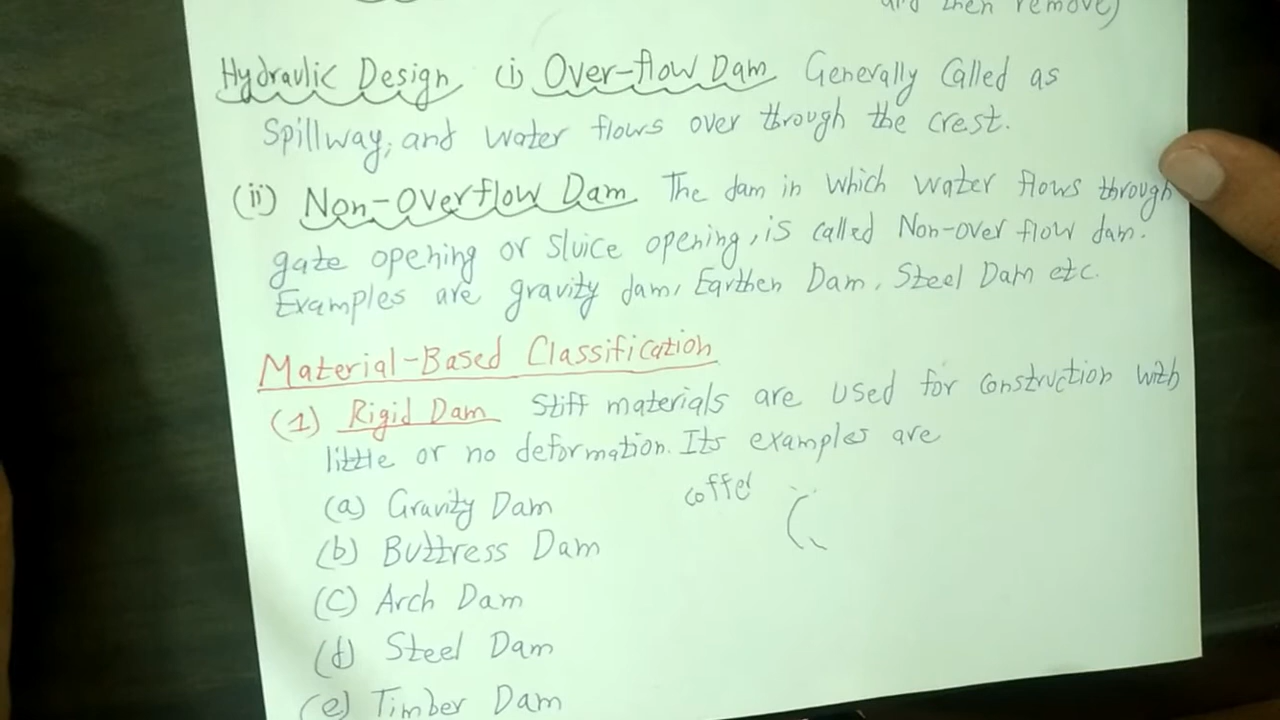 and then remove)
Hydraulic Design (i) Over-flow Dam Generally Called as
Spillway, and water flows over through the crest.
(ii) Non-Overflow Dam The dam in which water flows through
gate opening or sluice opening, is called Non-over flow dam.
Examples are gravity dam, Earthen Dam, Steel Dam etc.
Material-Based Classification
(1) Rigid Dam Stiff materials are used for construction with
little or no deformation. Its examples are
(a) Gravity Dam
coffer
(b) Buttress Dam
(C) Arch Dam
(d) Steel Dam
(e) Timber Dam